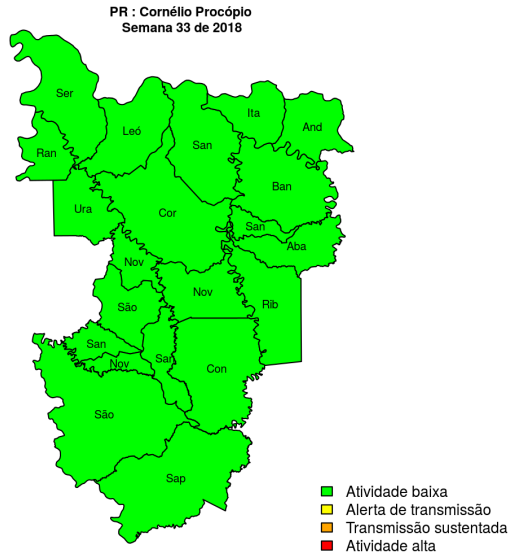 PR : Cornélio Procópio
Semana 33 de 2018
Ser
Ita
And
Leó
San
Ran
Ban
Ura
Cor
San
Aba
Nov
Nov
Rib
São
San
San
Nov
Con
São
Sap
Atividade baixa
Alerta de transmissão
Transmissão sustentada
Atividade alta